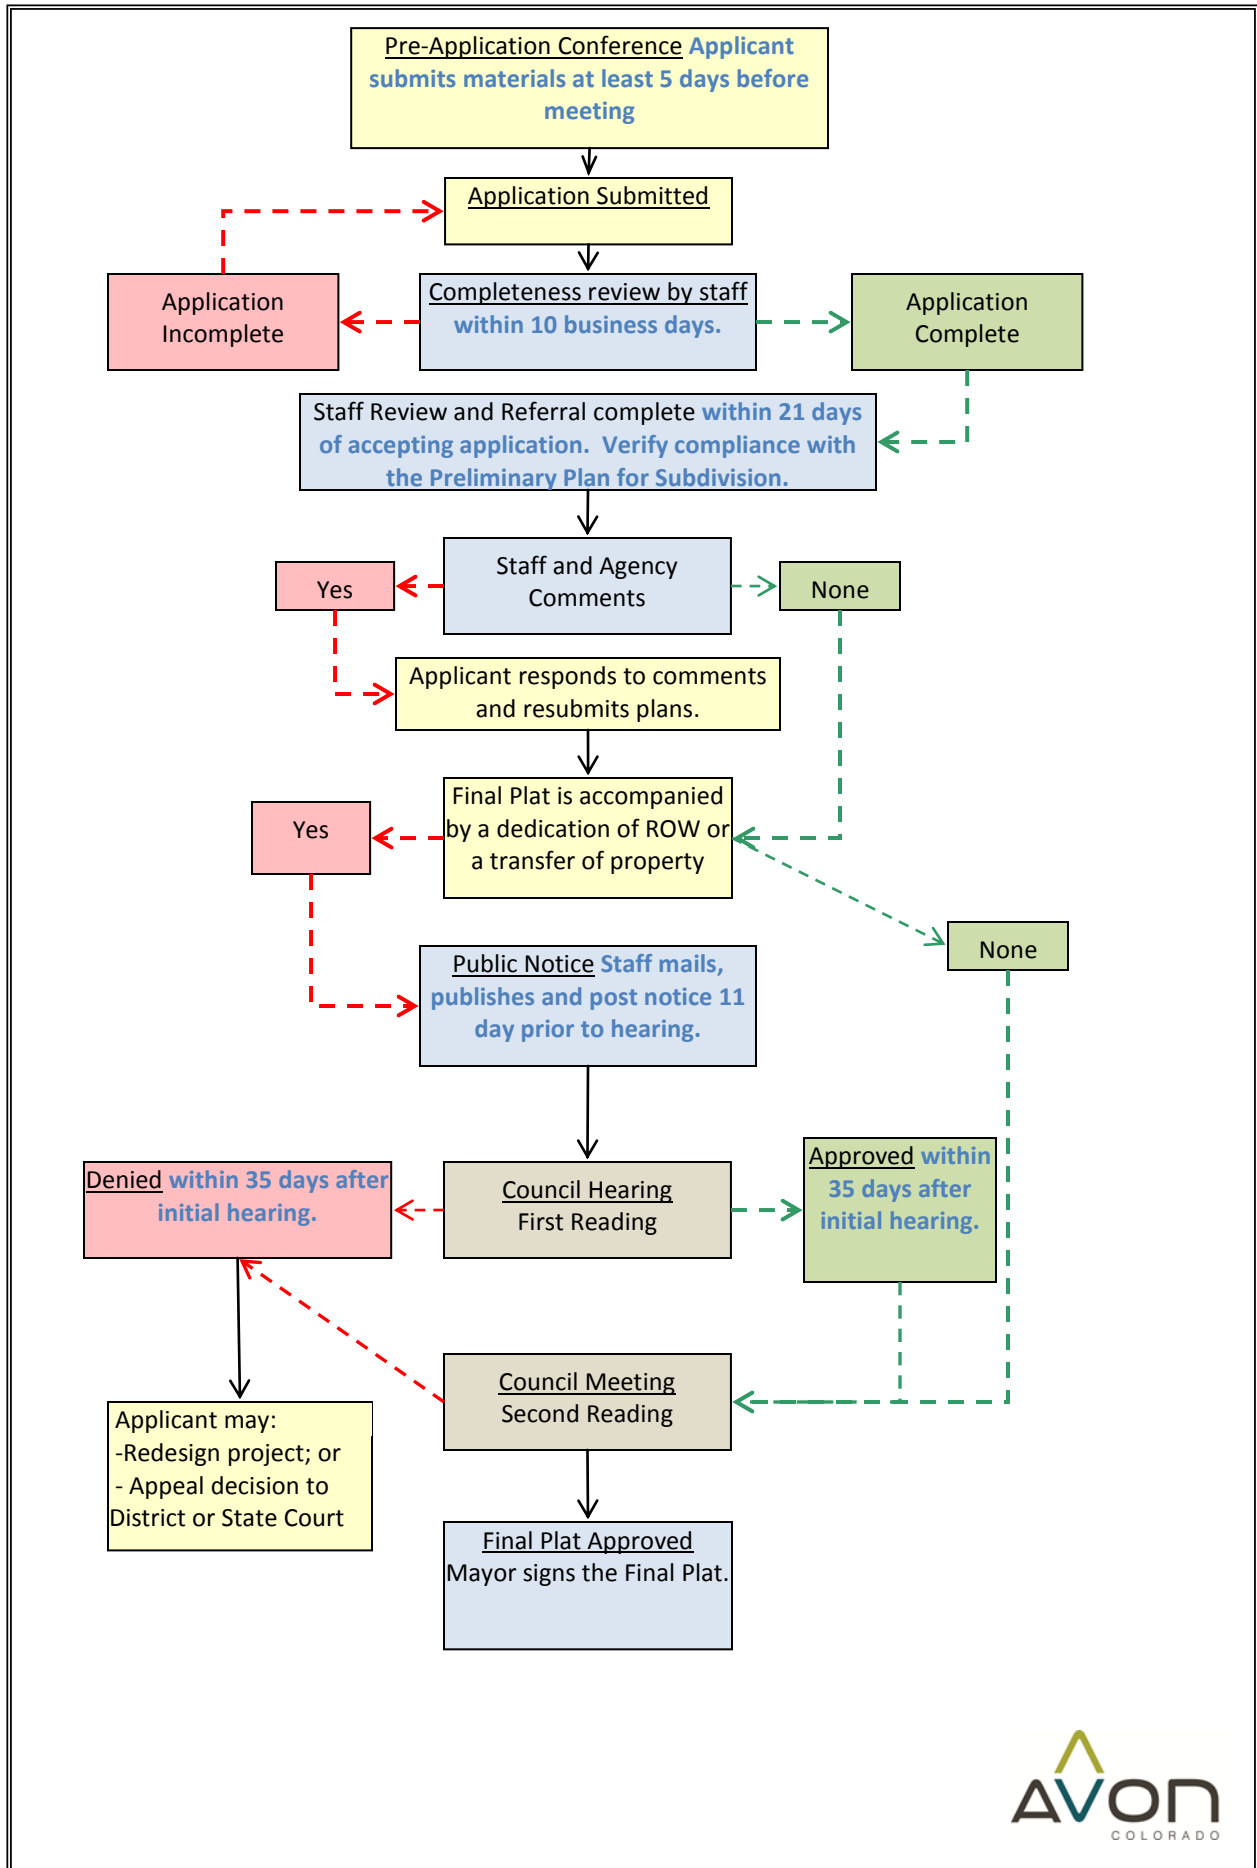 Pre-Application Conference Applicant
submits materials at least 5 days before
meeting
Application Submitted
Application
Incomplete
Completeness review by staff
within 10 business days.
Application
Complete
Staff Review and Referral complete within 21 days
of accepting application. Verify compliance with
the Preliminary Plan for Subdivision.
Yes
Staff and Agency
Comments
None
Applicant responds to comments
and resubmits plans.
Yes
Final Plat is accompanied
by a dedication of ROW or
a transfer of property
None
Public Notice Staff mails,
publishes and post notice 11
day prior to hearing.
Denied within 35 days after
initial hearing.
Council Hearing
First Reading
Approved within
35 days after
initial hearing.
Council Meeting
Second Reading
Applicant may:
-Redesign project; or
- Appeal decision to
District or State Court
Final Plat Approved
Mayor signs the Final Plat.
AVON
COLORADO